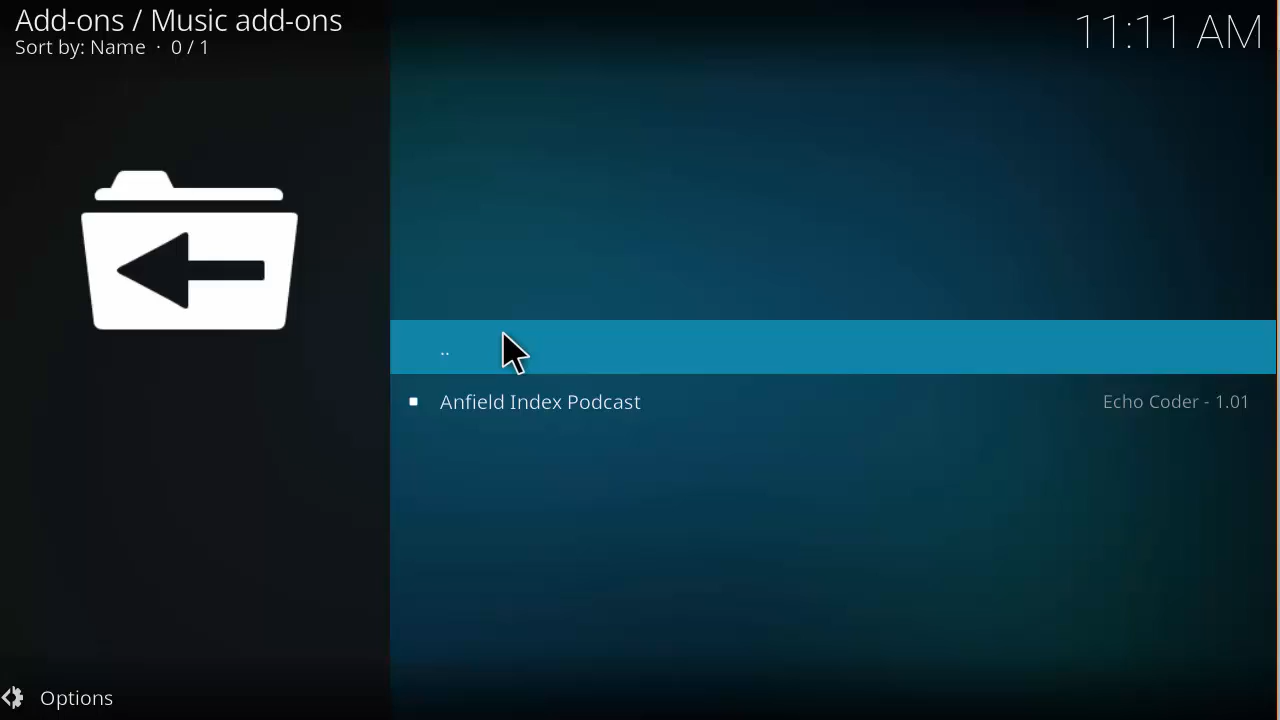 Add-ons / Music add-ons
Sort by: Name · 0 / 1
11:11 AM
..
Anfield Index Podcast
Echo Coder - 1.01
Options